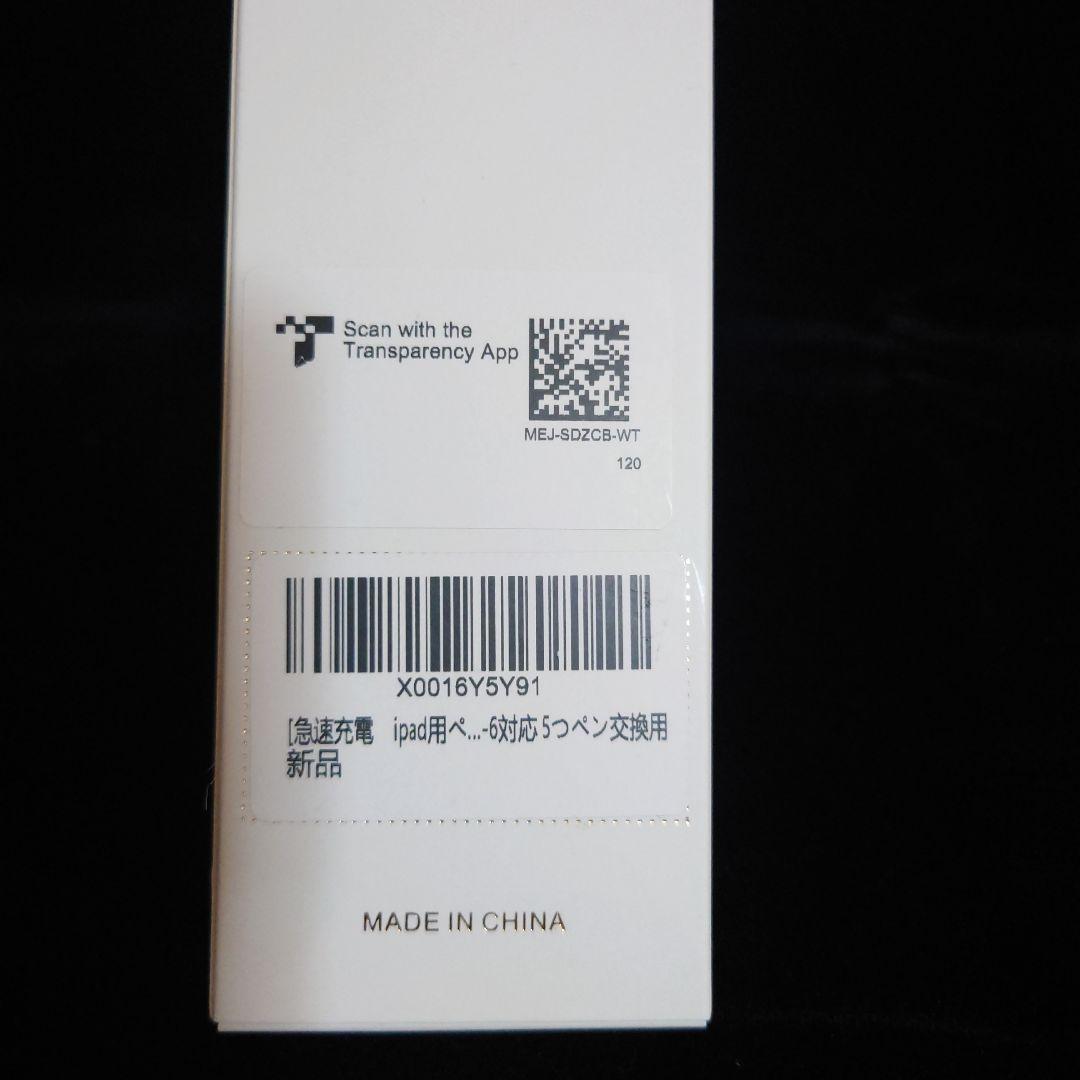 Scan with the
Transparency App
MEJ-SDZCB-WT
120
X0016Y5Y91
[急速充電　ipad用ペ...-6対応 5つペン交換用
新品
MADE IN CHINA